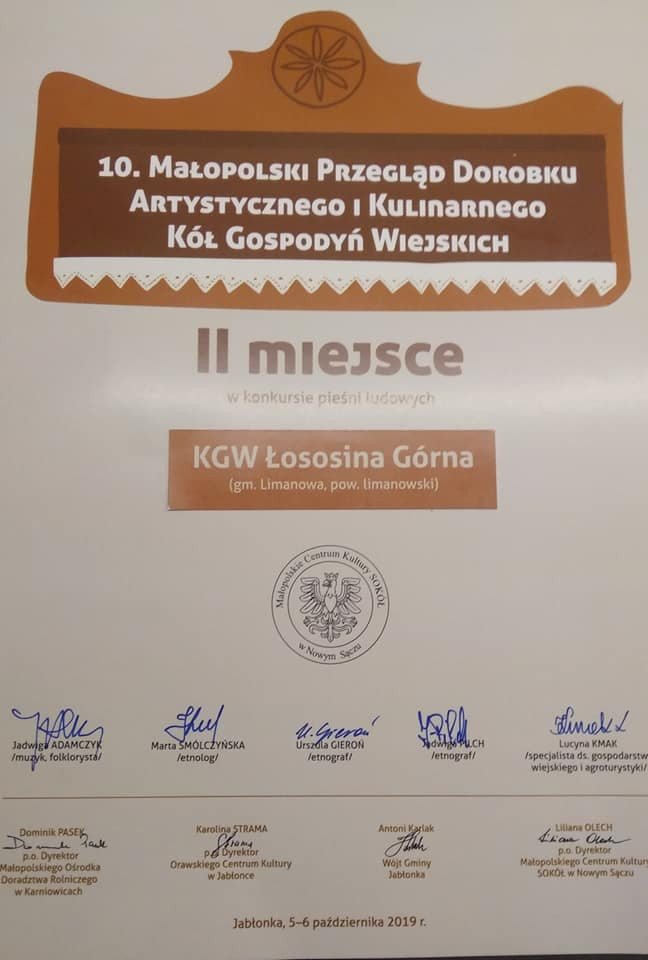 10. Małopolski Przegląd Dorobku
Artystycznego i Kulinarnego
Kół Gospodyń Wiejskich
II miejsce
w konkursie pieśni ludowych
KGW Łososina Górna
(gm. Limanowa, pow. limanowski)
Małopolskie Centrum Kultury SOKÓŁ
w Nowym Sączu
Jadwiga ADAMCZYK
/muzyk, folklorysta/
Marta SMÓLCZYŃSKA
/etnolog/
Urszula GIEROŃ
/etnograf/
Jadwiga PILCH
/etnograf/
Lucyna KMAK
/specjalista ds. gospodarstw
wiejskiego i agroturystyki/
Dominik PASEK
p.o. Dyrektor
Małopolskiego Ośrodka
Doradztwa Rolniczego
w Karniowicach
Karolina STRAMA
p.o. Dyrektor
Orawskiego Centrum Kultury
w Jabłonce
Antoni Karlak
Wójt Gminy
Jabłonka
Liliana OLECH
p.o. Dyrektor
Małopolskiego Centrum Kultury
SOKÓŁ w Nowym Sączu
Jabłonka, 5–6 października 2019 r.